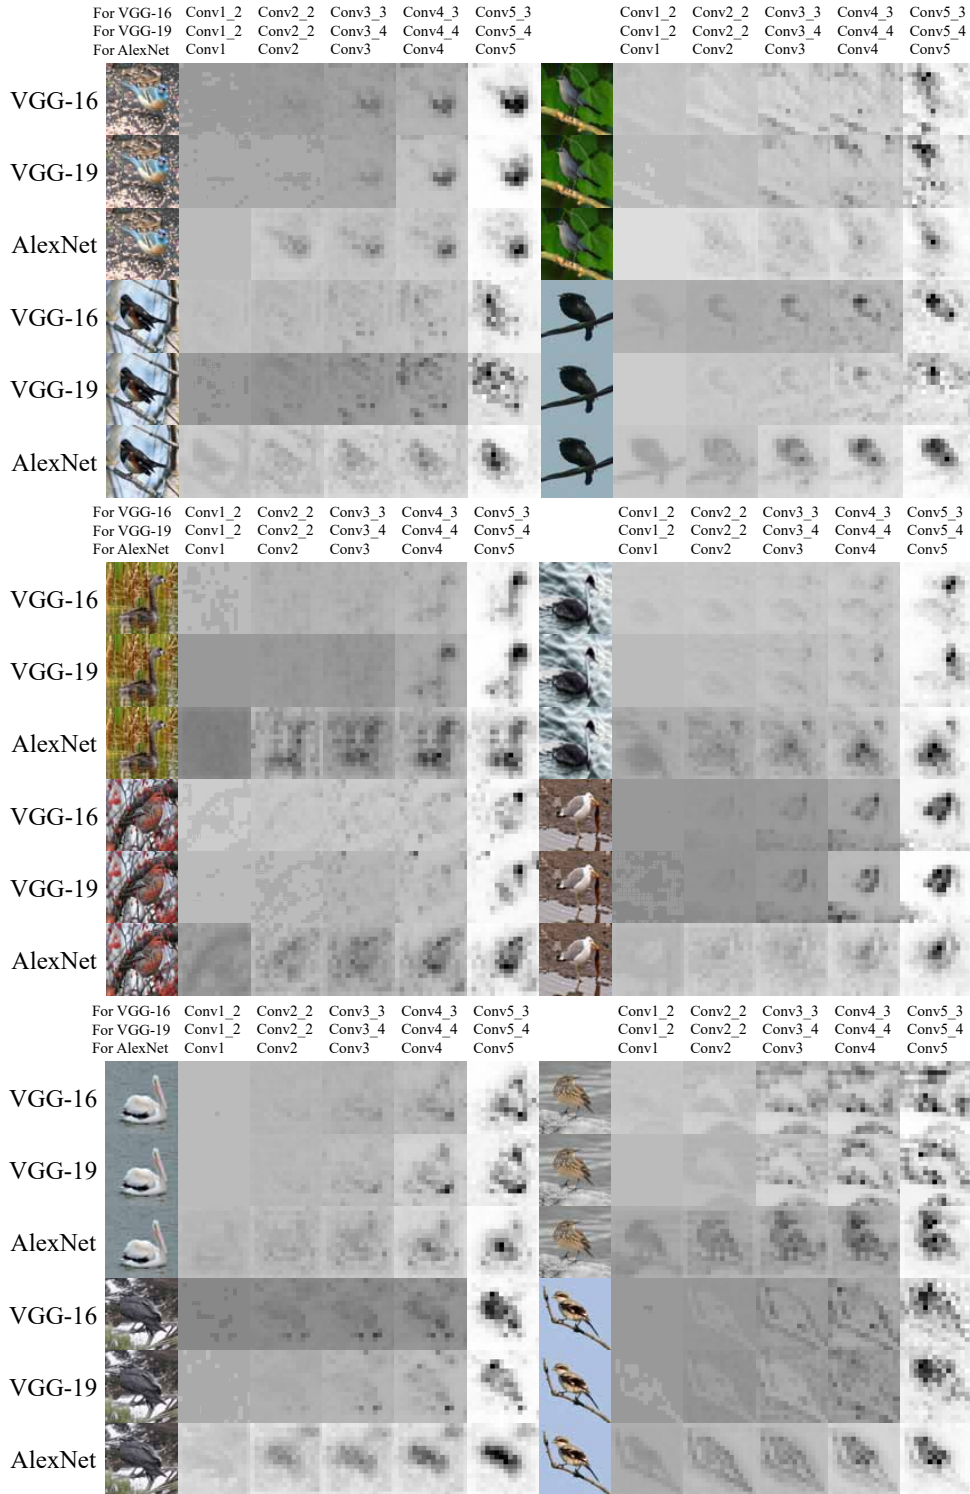 For VGG-16 Conv1_2 Conv2_2 Conv3_3 Conv4_3 Conv5_3 Conv1_2 Conv2_2 Conv3_3 Conv4_3 Conv5_3
For VGG-19 Conv1_2 Conv2_2 Conv3_4 Conv4_4 Conv5_4 Conv1_2 Conv2_2 Conv3_4 Conv4_4 Conv5_4
For AlexNet Conv1 Conv2 Conv3 Conv4 Conv5 Conv1 Conv2 Conv3 Conv4 Conv5
VGG-16
VGG-19
AlexNet
VGG-16
VGG-19
AlexNet
For VGG-16 Conv1_2 Conv2_2 Conv3_3 Conv4_3 Conv5_3 Conv1_2 Conv2_2 Conv3_3 Conv4_3 Conv5_3
For VGG-19 Conv1_2 Conv2_2 Conv3_4 Conv4_4 Conv5_4 Conv1_2 Conv2_2 Conv3_4 Conv4_4 Conv5_4
For AlexNet Conv1 Conv2 Conv3 Conv4 Conv5 Conv1 Conv2 Conv3 Conv4 Conv5
VGG-16
VGG-19
AlexNet
VGG-16
VGG-19
AlexNet
For VGG-16 Conv1_2 Conv2_2 Conv3_3 Conv4_3 Conv5_3 Conv1_2 Conv2_2 Conv3_3 Conv4_3 Conv5_3
For VGG-19 Conv1_2 Conv2_2 Conv3_4 Conv4_4 Conv5_4 Conv1_2 Conv2_2 Conv3_4 Conv4_4 Conv5_4
For AlexNet Conv1 Conv2 Conv3 Conv4 Conv5 Conv1 Conv2 Conv3 Conv4 Conv5
VGG-16
VGG-19
AlexNet
VGG-16
VGG-19
AlexNet